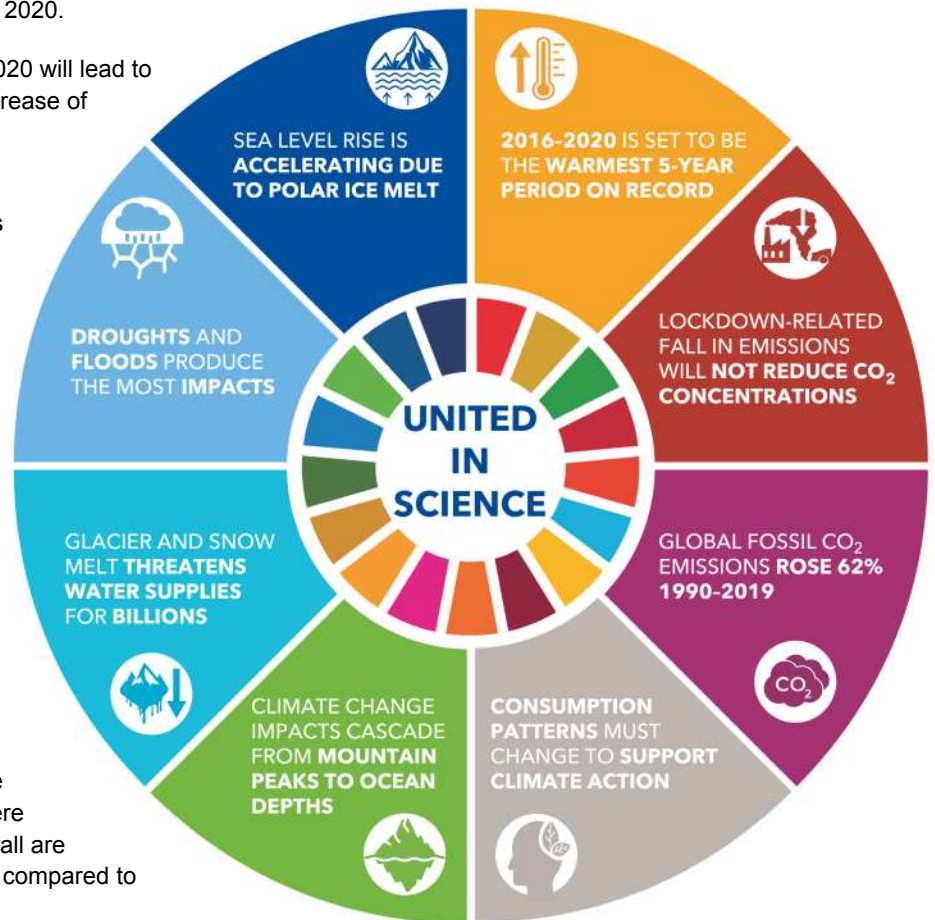 2020.
020 will lead to
crease of
s
e
ere
all are
compared to
SEA LEVEL RISE IS
ACCELERATING DUE
TO POLAR ICE MELT
2016–2020 IS SET TO BE
THE WARMEST 5-YEAR
PERIOD ON RECORD
LOCKDOWN-RELATED
FALL IN EMISSIONS
WILL NOT REDUCE CO₂
CONCENTRATIONS
GLOBAL FOSSIL CO₂
EMISSIONS ROSE 62%
1990–2019
CO₂
CONSUMPTION
PATTERNS MUST
CHANGE TO SUPPORT
CLIMATE ACTION
CLIMATE CHANGE
IMPACTS CASCADE
FROM MOUNTAIN
PEAKS TO OCEAN
DEPTHS
GLACIER AND SNOW
MELT THREATENS
WATER SUPPLIES
FOR BILLIONS
DROUGHTS AND
FLOODS PRODUCE
THE MOST IMPACTS
UNITED
IN
SCIENCE